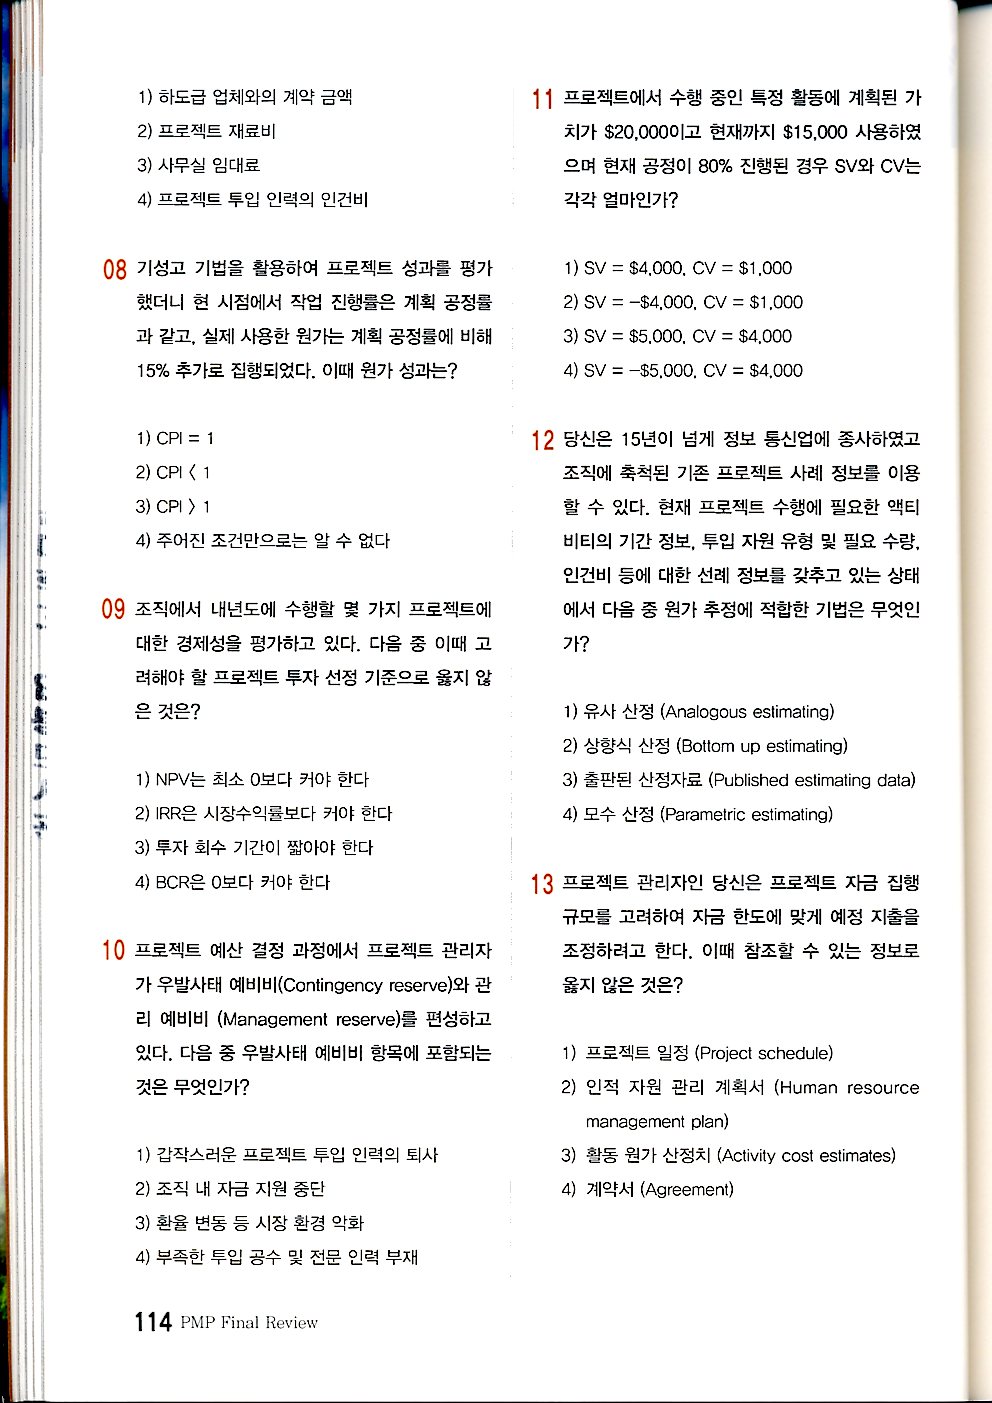 1) 하도급 업체와의 계약 금액
2) 프로젝트 재료비
3) 사무실 임대료
4) 프로젝트 투입 인력의 인건비
08 기성고 기법을 활용하여 프로젝트 성과를 평가
했더니 현 시점에서 작업 진행률은 계획 공정률
과 같고, 실제 사용한 원가는 계획 공정률에 비해
15% 추가로 집행되었다. 이때 원가 성과는?
1) CPI = 1
2) CPI < 1
3) CPI > 1
4) 주어진 조건만으로는 알 수 없다
09 조직에서 내년도에 수행할 몇 가지 프로젝트에
대한 경제성을 평가하고 있다. 다음 중 이때 고
려해야 할 프로젝트 투자 선정 기준으로 옳지 않
은 것은?
1) NPV는 최소 0보다 커야 한다
2) IRR은 시장수익률보다 커야 한다
3) 투자 회수 기간이 짧아야 한다
4) BCR은 0보다 커야 한다
10 프로젝트 예산 결정 과정에서 프로젝트 관리자
가 우발사태 예비비(Contingency reserve)와 관
리 예비비 (Management reserve)를 편성하고
있다. 다음 중 우발사태 예비비 항목에 포함되는
것은 무엇인가?
1) 갑작스러운 프로젝트 투입 인력의 퇴사
2) 조직 내 자금 지원 중단
3) 환율 변동 등 시장 환경 악화
4) 부족한 투입 공수 및 전문 인력 부재
11 프로젝트에서 수행 중인 특정 활동에 계획된 가
치가 $20,000이고 현재까지 $15,000 사용하였
으며 현재 공정이 80% 진행된 경우 SV와 CV는
각각 얼마인가?
1) SV = $4,000, CV = $1,000
2) SV = -$4,000, CV = $1,000
3) SV = $5,000, CV = $4,000
4) SV = -$5,000, CV = $4,000
12 당신은 15년이 넘게 정보 통신업에 종사하였고
조직에 축척된 기존 프로젝트 사례 정보를 이용
할 수 있다. 현재 프로젝트 수행에 필요한 액티
비티의 기간 정보, 투입 자원 유형 및 필요 수량,
인건비 등에 대한 선례 정보를 갖추고 있는 상태
에서 다음 중 원가 추정에 적합한 기법은 무엇인
가?
1) 유사 산정 (Analogous estimating)
2) 상향식 산정 (Bottom up estimating)
3) 출판된 산정자료 (Published estimating data)
4) 모수 산정 (Parametric estimating)
13 프로젝트 관리자인 당신은 프로젝트 자금 집행
규모를 고려하여 자금 한도에 맞게 예정 지출을
조정하려고 한다. 이때 참조할 수 있는 정보로
옳지 않은 것은?
1) 프로젝트 일정 (Project schedule)
2) 인적 자원 관리 계획서 (Human resource
management plan)
3) 활동 원가 산정치 (Activity cost estimates)
4) 계약서 (Agreement)
114 PMP Final Review